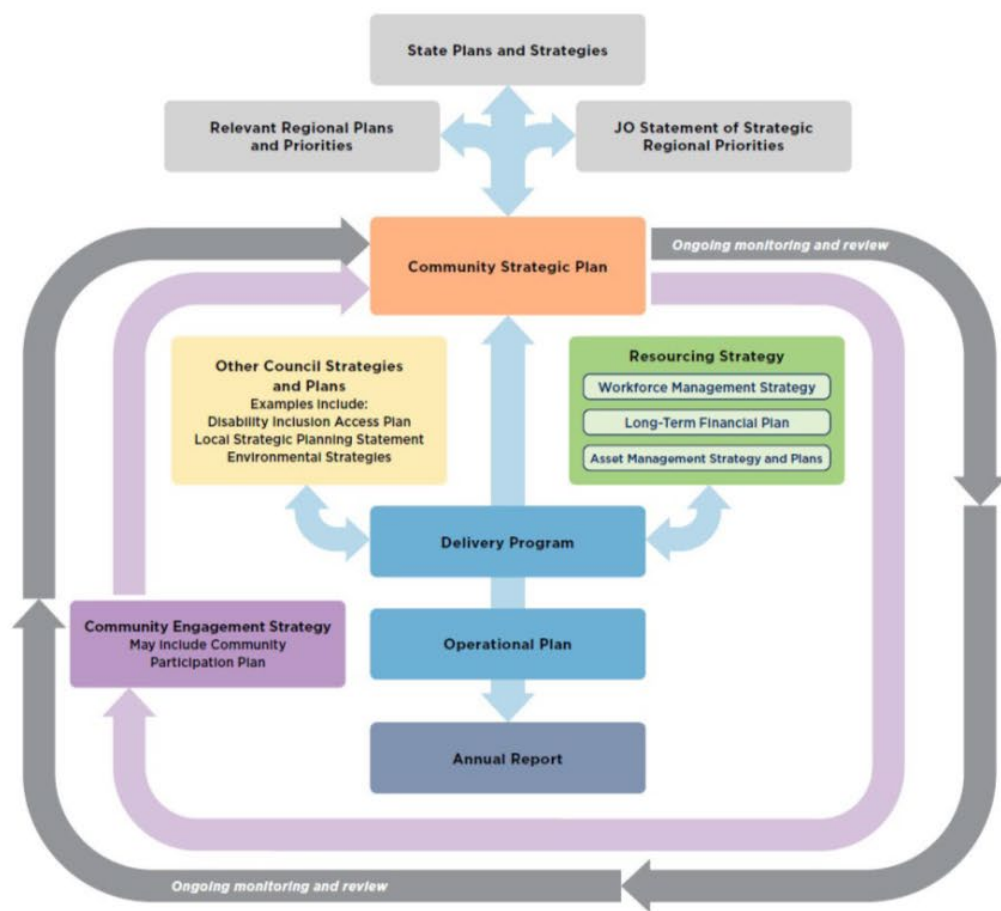 State Plans and Strategies
Relevant Regional Plans
and Priorities
JO Statement of Strategic
Regional Priorities
Ongoing monitoring and review
Community Strategic Plan
Other Council Strategies
and Plans
Examples include:
Disability Inclusion Access Plan
Local Strategic Planning Statement
Environmental Strategies
Resourcing Strategy
Workforce Management Strategy
Long-Term Financial Plan
Asset Management Strategy and Plans
Delivery Program
Community Engagement Strategy
May include Community
Participation Plan
Operational Plan
Annual Report
Ongoing monitoring and review